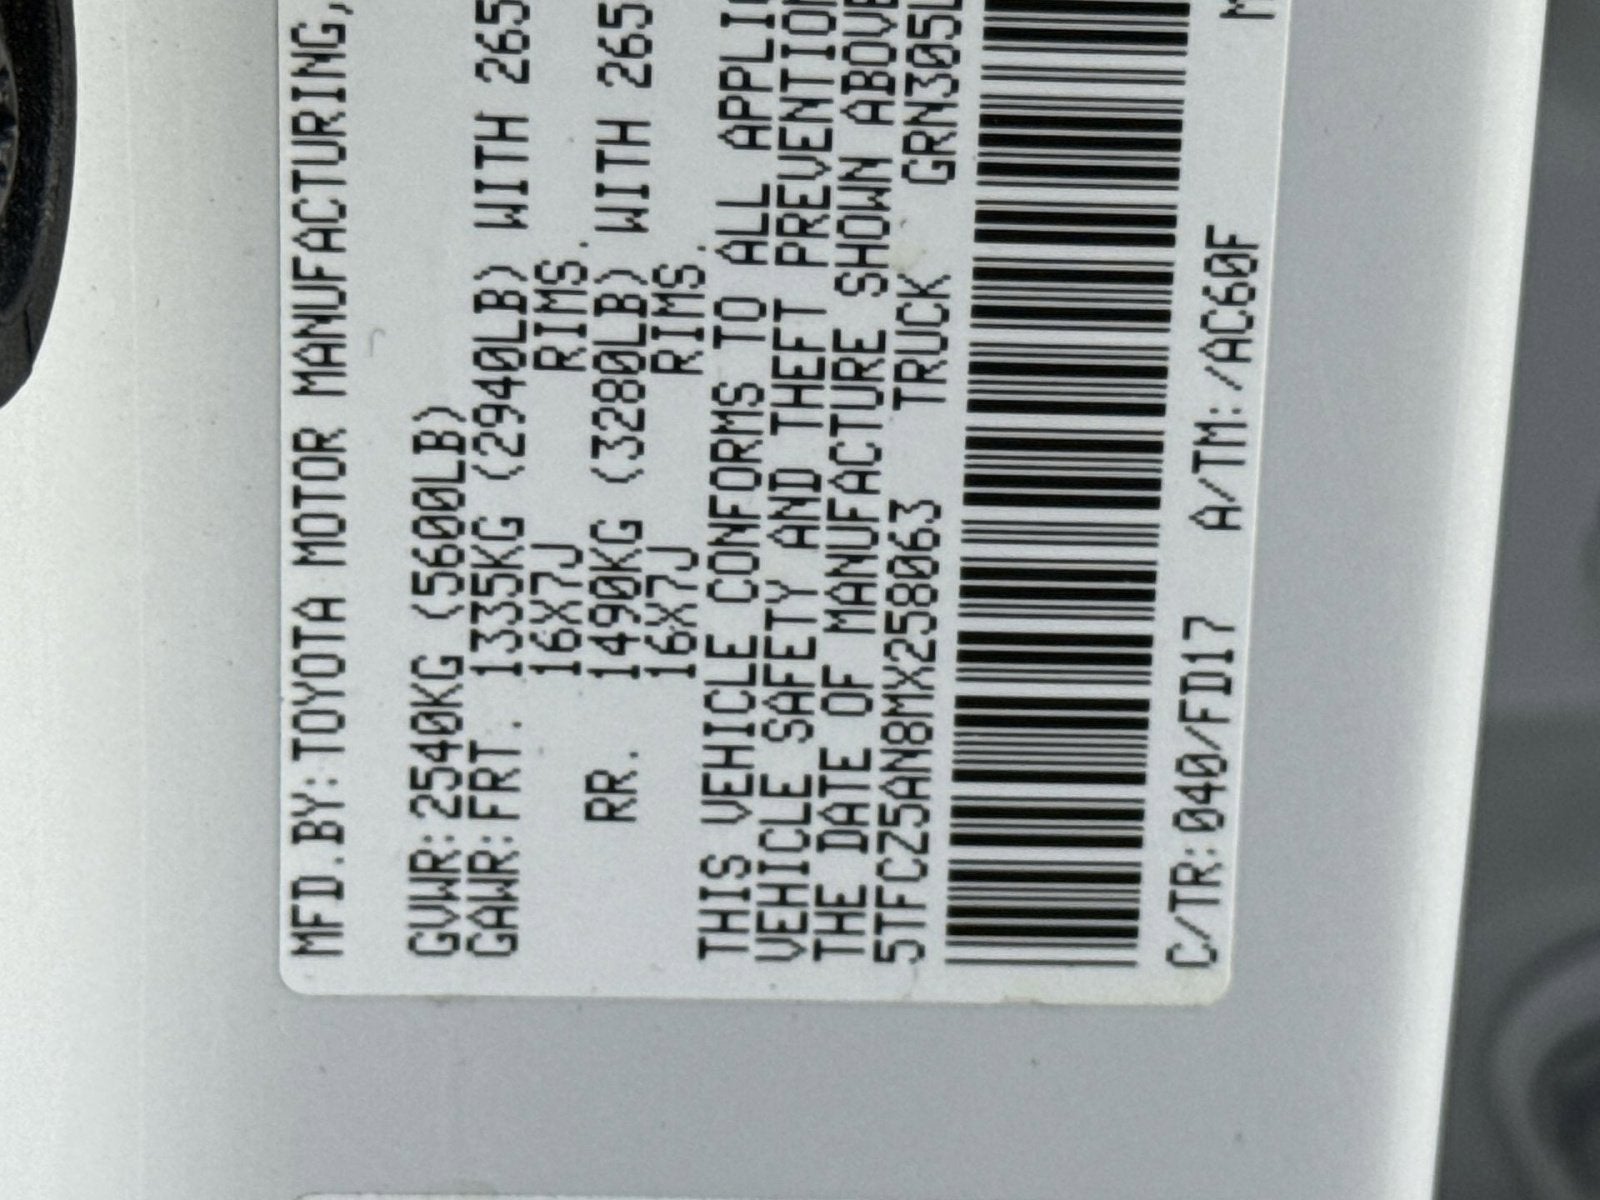 MFD.BY:TOYOTA MOTOR MANUFACTURING,
GVWR:2540KG (5600LB)
GAWR:FRT. 1335KG (2940LB) WITH 265
16X7J RIMS.
RR. 1490KG (3280LB) WITH 265
16X7J RIMS.
THIS VEHICLE CONFORMS TO ALL APPLIC
VEHICLE SAFETY AND THEFT PREVENTION
THE DATE OF MANUFACTURE SHOWN ABOVE
5TFCZ5AN8MX258063 TRUCK GRN305L
C/TR:040/FD17 A/TM:/AC60F M